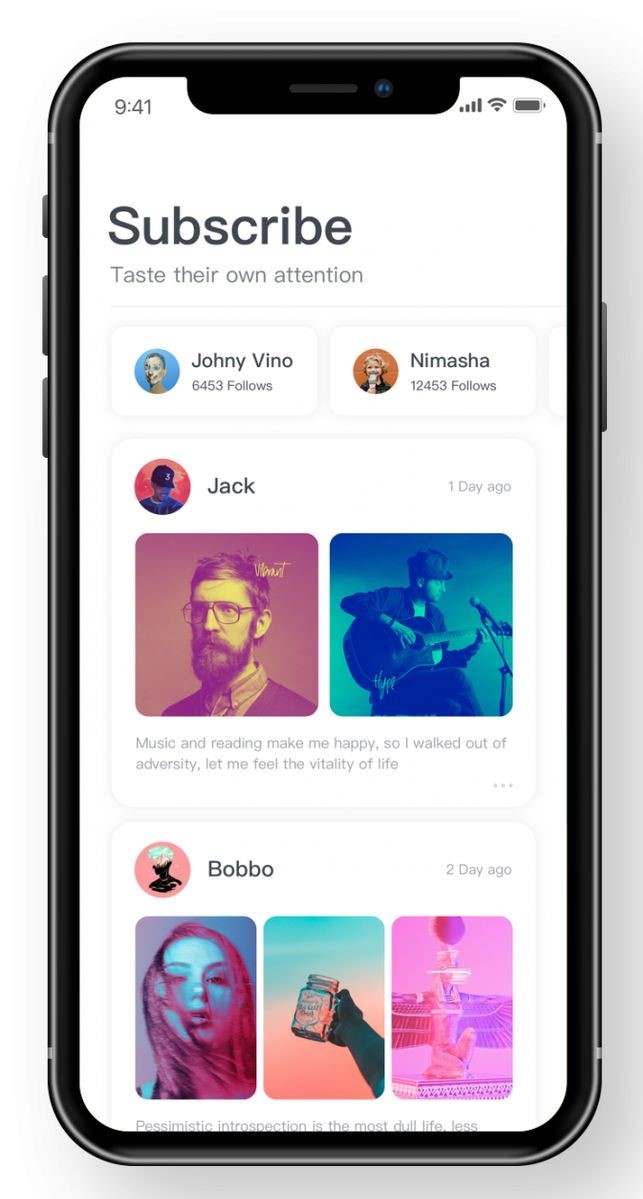 9:41
Subscribe
Taste their own attention
Johny Vino
6453 Follows
Nimasha
12453 Follows
Jack
1 Day ago
Vibrant
Hype
Music and reading make me happy, so I walked out of
adversity, let me feel the vitality of life
Bobbo
2 Day ago
Pessimistic introspection is the most dull life, less